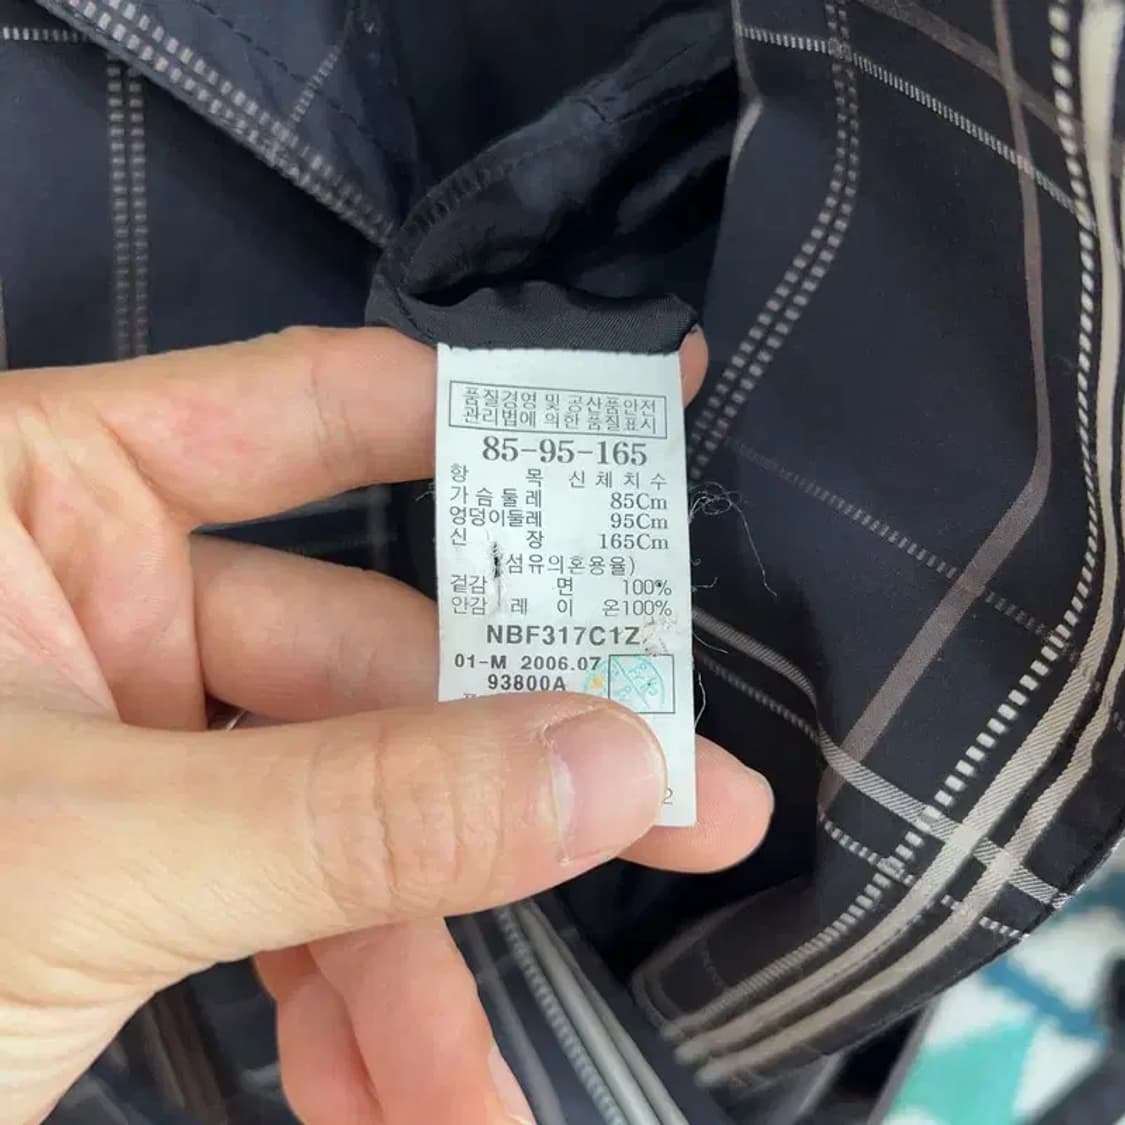 품질경영 및 공산품안전
관리법에 의한 품질표시
85-95-165
항 목 신체치수
가슴둘레 85Cm
엉덩이둘레 95Cm
신 장 165Cm
섬유의혼용율)
겉감 면 100%
안감 레 이 온100%
NBF317C1Z
01-M 2006.07
93800A
2